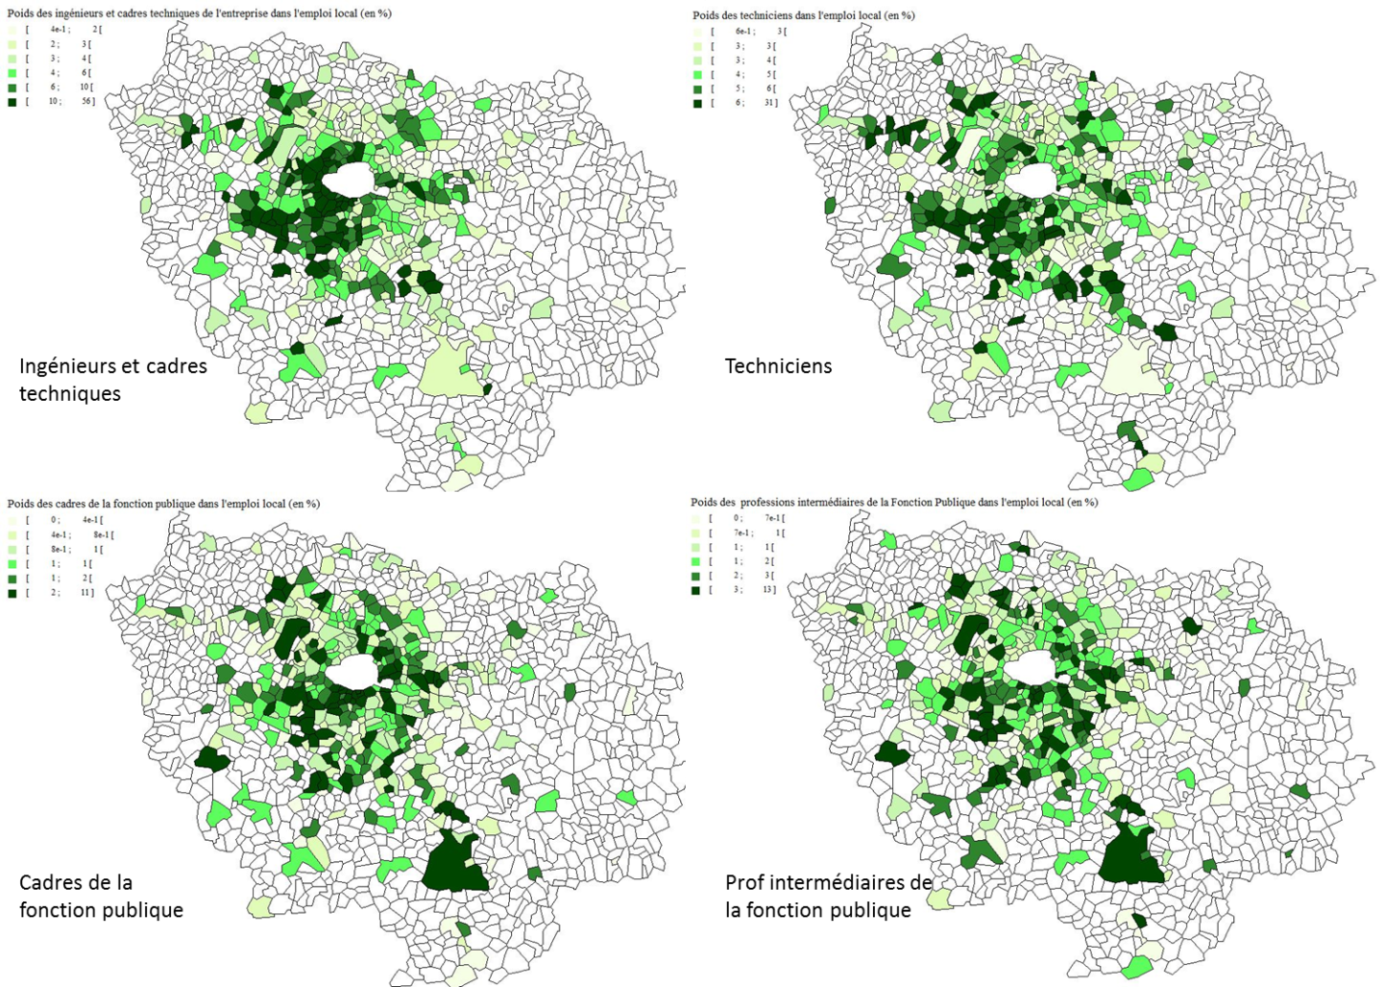 Poids des ingénieurs et cadres techniques de l'entreprise dans l'emploi local (en %)
[ 4e-1 ; 2 [
[ 2 ; 3 [
[ 3 ; 4 [
[ 4 ; 6 [
[ 6 ; 10 [
[ 10 ; 56 ]
Ingénieurs et cadres
techniques
Poids des techniciens dans l'emploi local (en %)
[ 6e-1 ; 3 [
[ 3 ; 3 [
[ 3 ; 4 [
[ 4 ; 5 [
[ 5 ; 6 [
[ 6 ; 31 ]
Techniciens
Poids des cadres de la fonction publique dans l'emploi local (en %)
[ 0 ; 4e-1 [
[ 4e-1 ; 8e-1 [
[ 8e-1 ; 1 [
[ 1 ; 1 [
[ 1 ; 2 [
[ 2 ; 11 ]
Cadres de la
fonction publique
Poids des professions intermédiaires de la Fonction Publique dans l'emploi local (en %)
[ 0 ; 7e-1 [
[ 7e-1 ; 1 [
[ 1 ; 1 [
[ 1 ; 2 [
[ 2 ; 3 [
[ 3 ; 13 ]
Prof intermédiaires de
la fonction publique